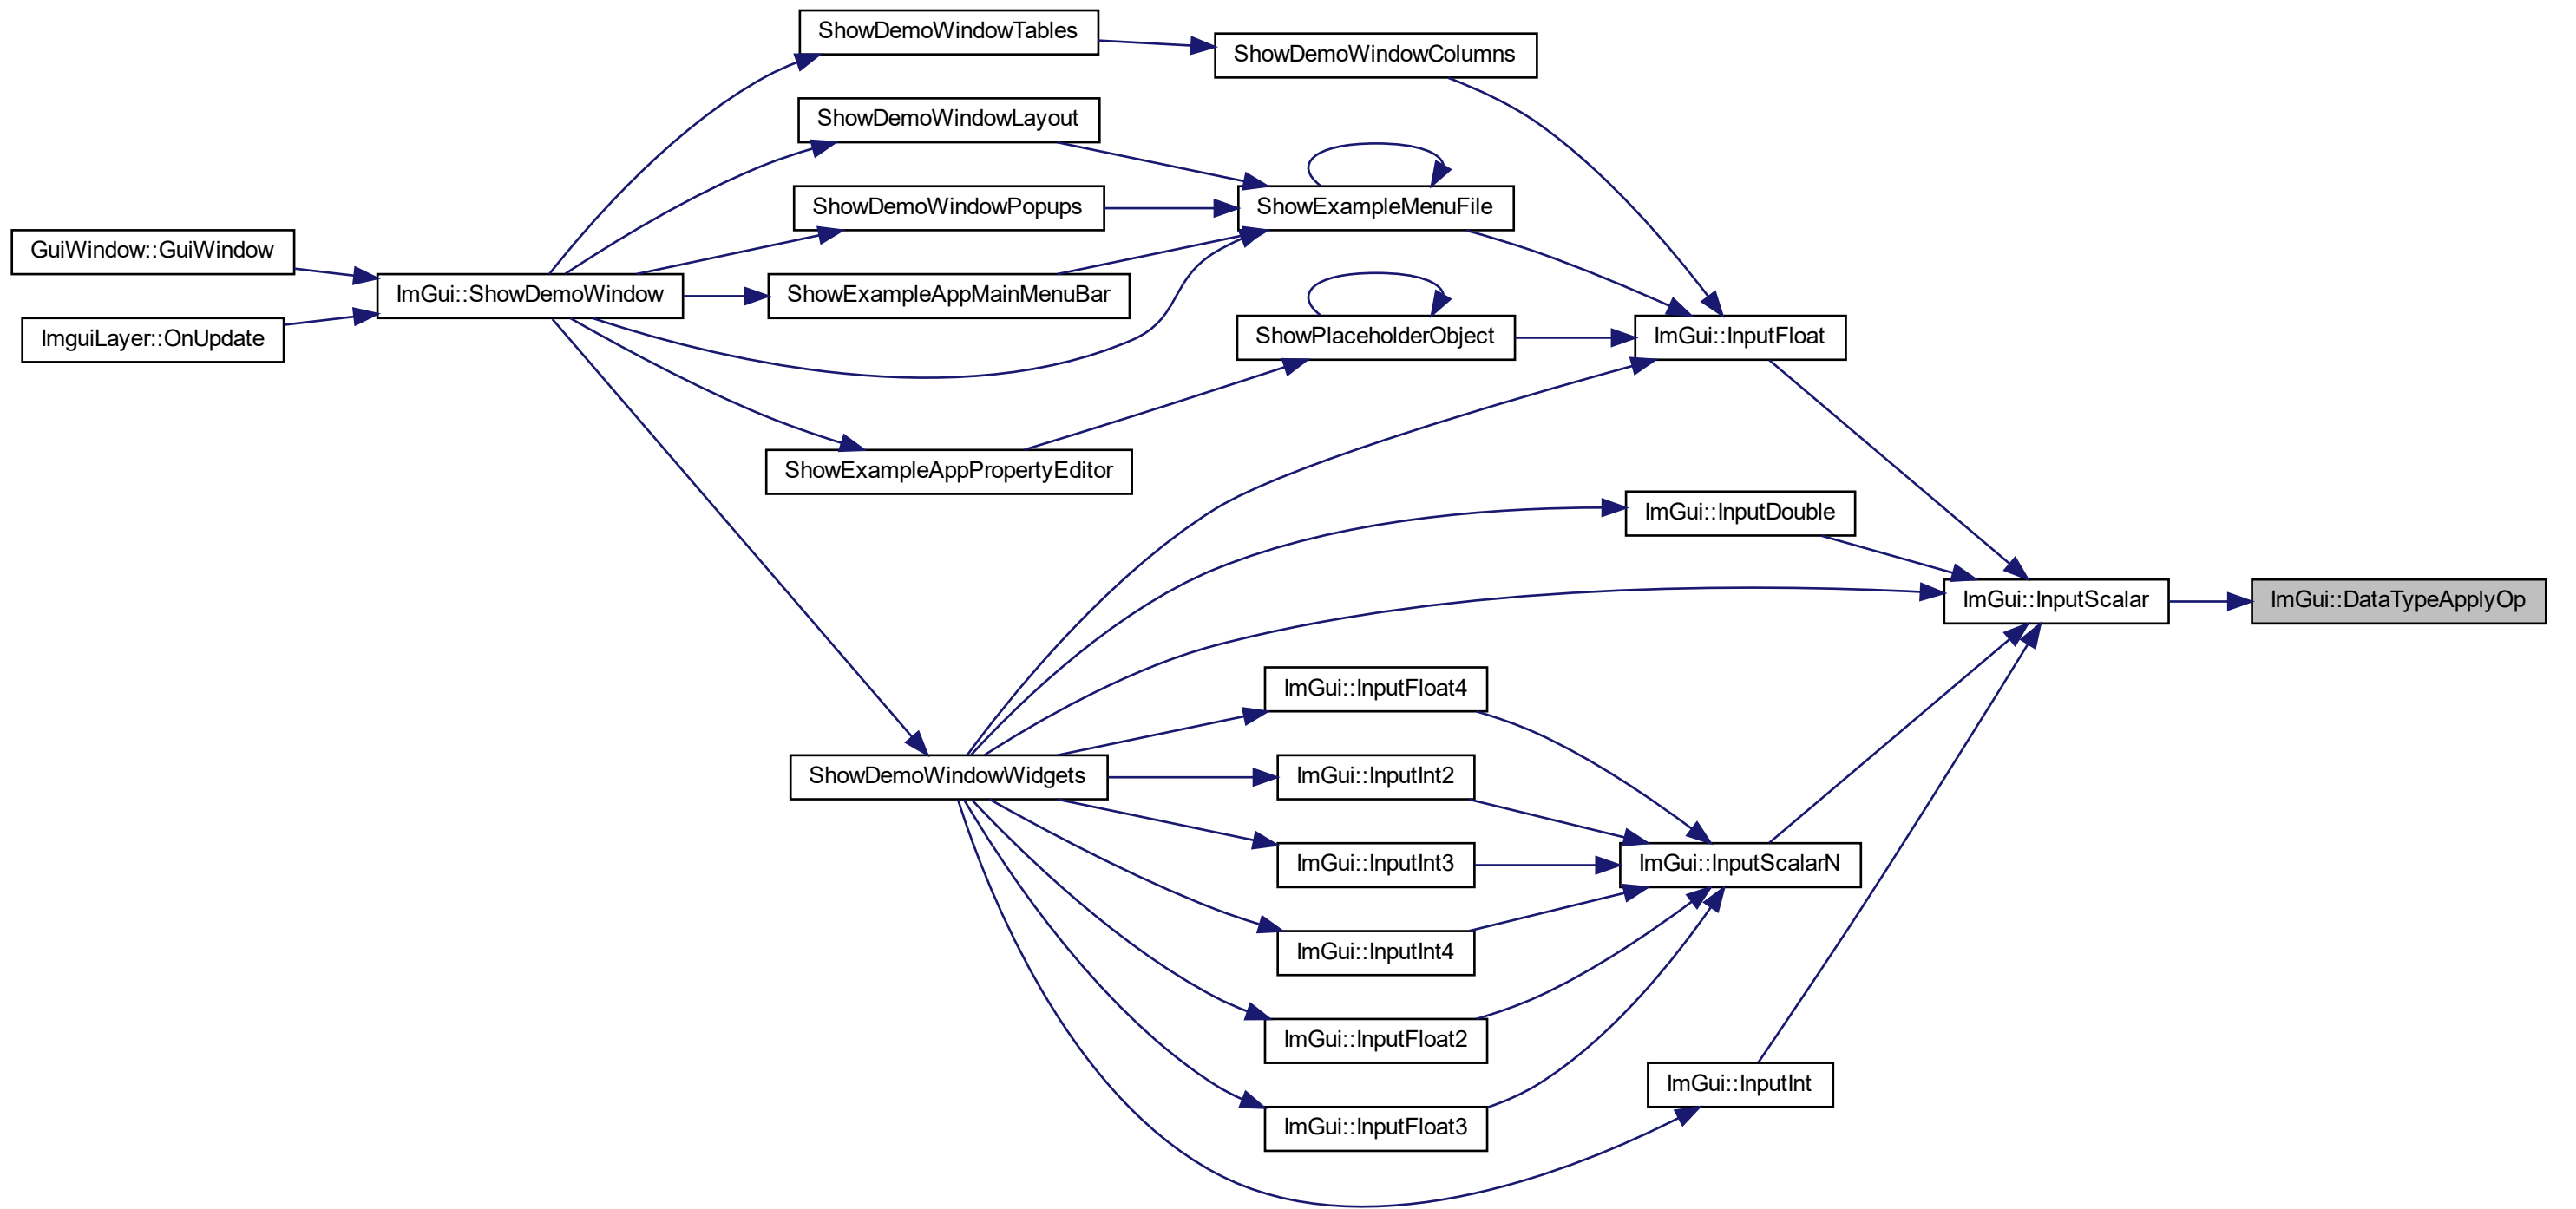 ShowDemoWindowTables
ShowDemoWindowColumns
ShowDemoWindowLayout
ShowDemoWindowPopups
ShowExampleMenuFile
GuiWindow::GuiWindow
ImGui::ShowDemoWindow
ShowExampleAppMainMenuBar
ImguiLayer::OnUpdate
ShowPlaceholderObject
ImGui::InputFloat
ShowExampleAppPropertyEditor
ImGui::InputDouble
ImGui::InputScalar
ImGui::DataTypeApplyOp
ImGui::InputFloat4
ShowDemoWindowWidgets
ImGui::InputInt2
ImGui::InputInt3
ImGui::InputScalarN
ImGui::InputInt4
ImGui::InputFloat2
ImGui::InputInt
ImGui::InputFloat3